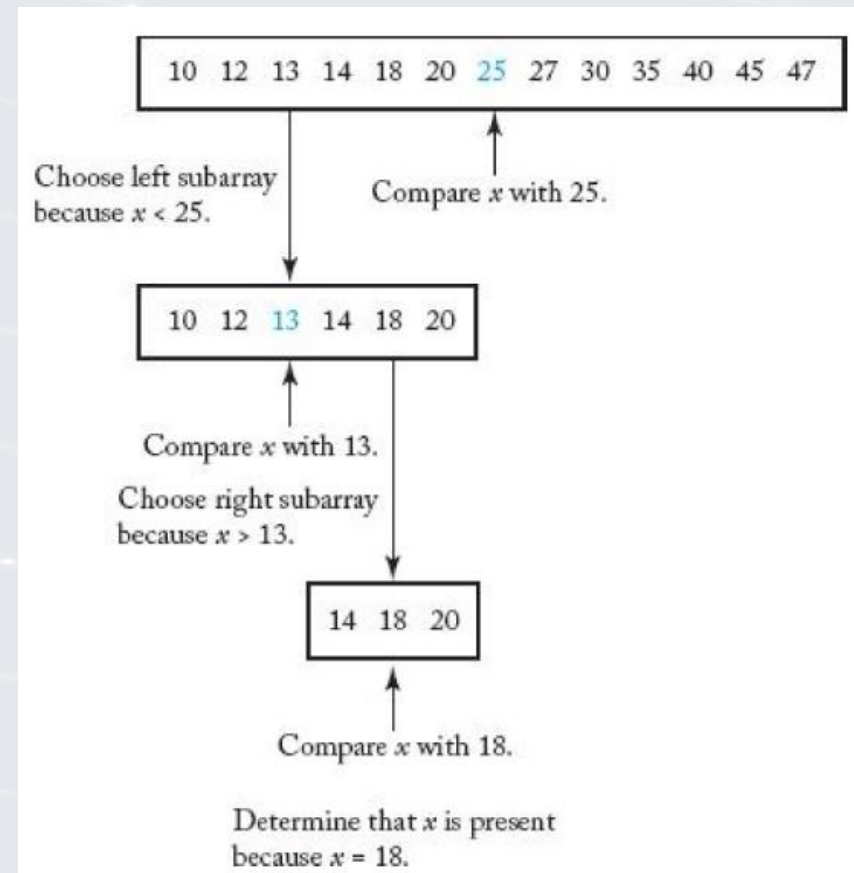 10 12 13 14 18 20 25 27 30 35 40 45 47
Choose left subarray
because x < 25.
Compare x with 25.
10 12 13 14 18 20
Compare x with 13.
Choose right subarray
because x > 13.
14 18 20
Compare x with 18.
Determine that x is present
because x = 18.